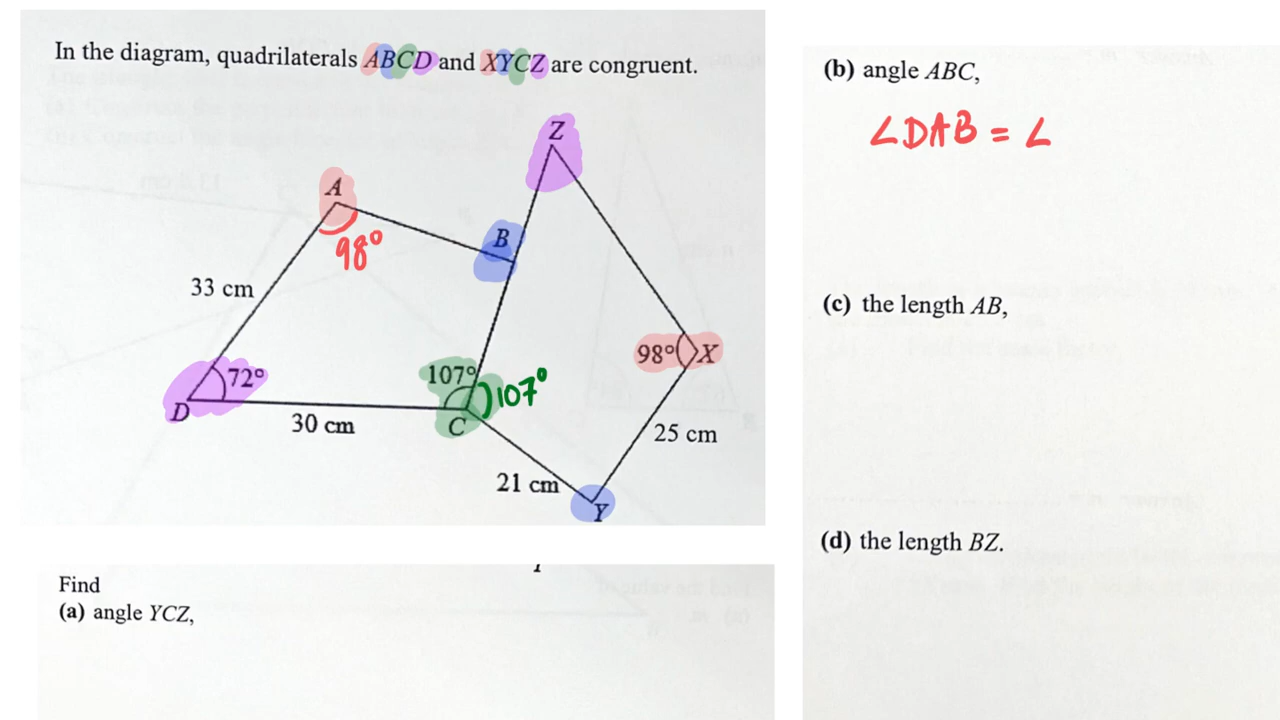 In the diagram, quadrilaterals ABCD and XYCZ are congruent.
Z
A
98°
B
33 cm
98°
X
72°
107°
107°
D
30 cm
C
25 cm
21 cm
Y
Find
(a) angle YCZ,
(b) angle ABC,
∠DAB = ∠
(c) the length AB,
(d) the length BZ.